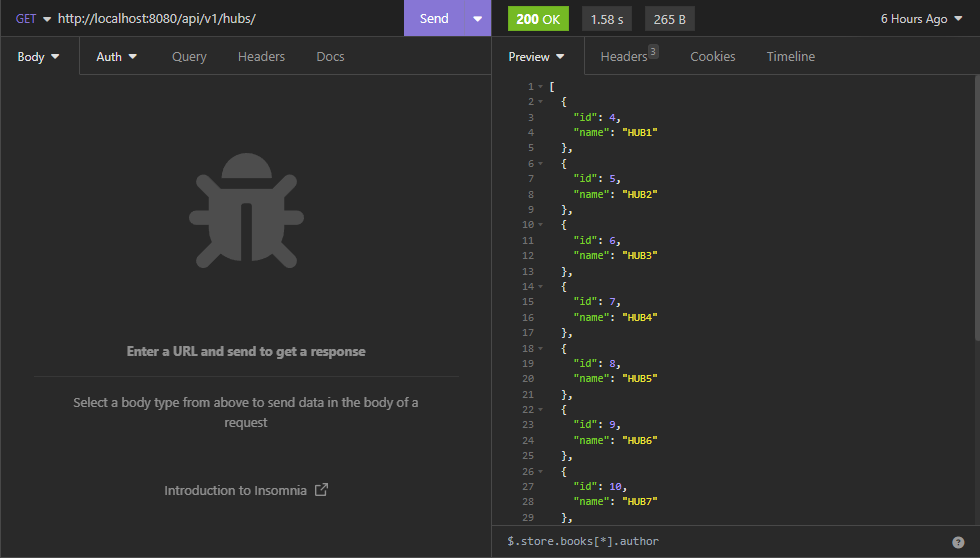 GET http://localhost:8080/api/v1/hubs/ Send 200 OK 1.58 s 265 B 6 Hours Ago
Body Auth Query Headers Docs Preview Headers 3 Cookies Timeline
Enter a URL and send to get a response
Select a body type from above to send data in the body of a
request
Introduction to Insomnia
1 [
2 {
3 "id": 4,
4 "name": "HUB1"
5 },
6 {
7 "id": 5,
8 "name": "HUB2"
9 },
10 {
11 "id": 6,
12 "name": "HUB3"
13 },
14 {
15 "id": 7,
16 "name": "HUB4"
17 },
18 {
19 "id": 8,
20 "name": "HUB5"
21 },
22 {
23 "id": 9,
24 "name": "HUB6"
25 },
26 {
27 "id": 10,
28 "name": "HUB7"
29 },
$.store.books[*].author ?